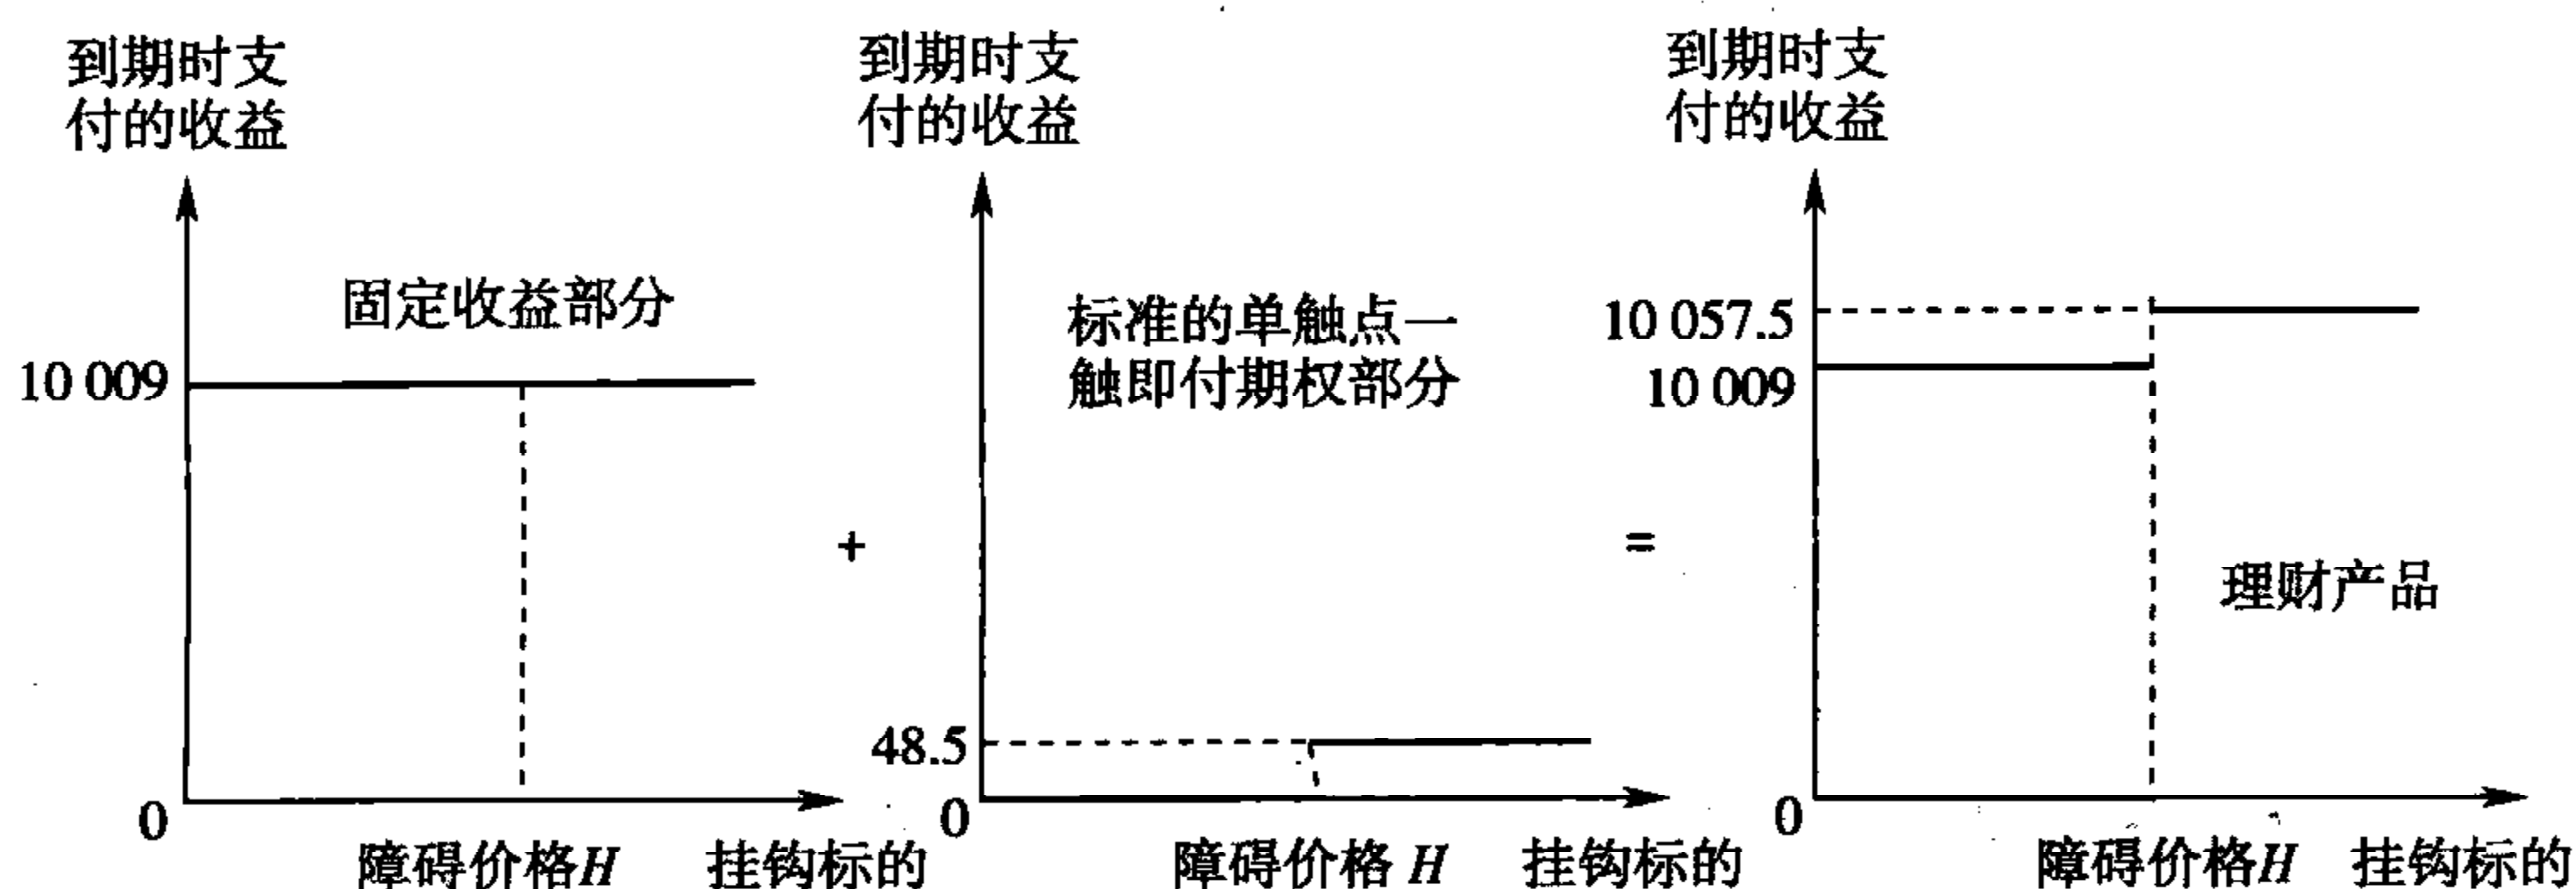 到期时支
付的收益
固定收益部分
10 009
0
障碍价格H
挂钩标的
+
到期时支
付的收益
标准的单触点一
触即付期权部分
48.5
0
障碍价格 H
挂钩标的
=
到期时支
付的收益
10 057.5
10 009
理财产品
0
障碍价格H
挂钩标的